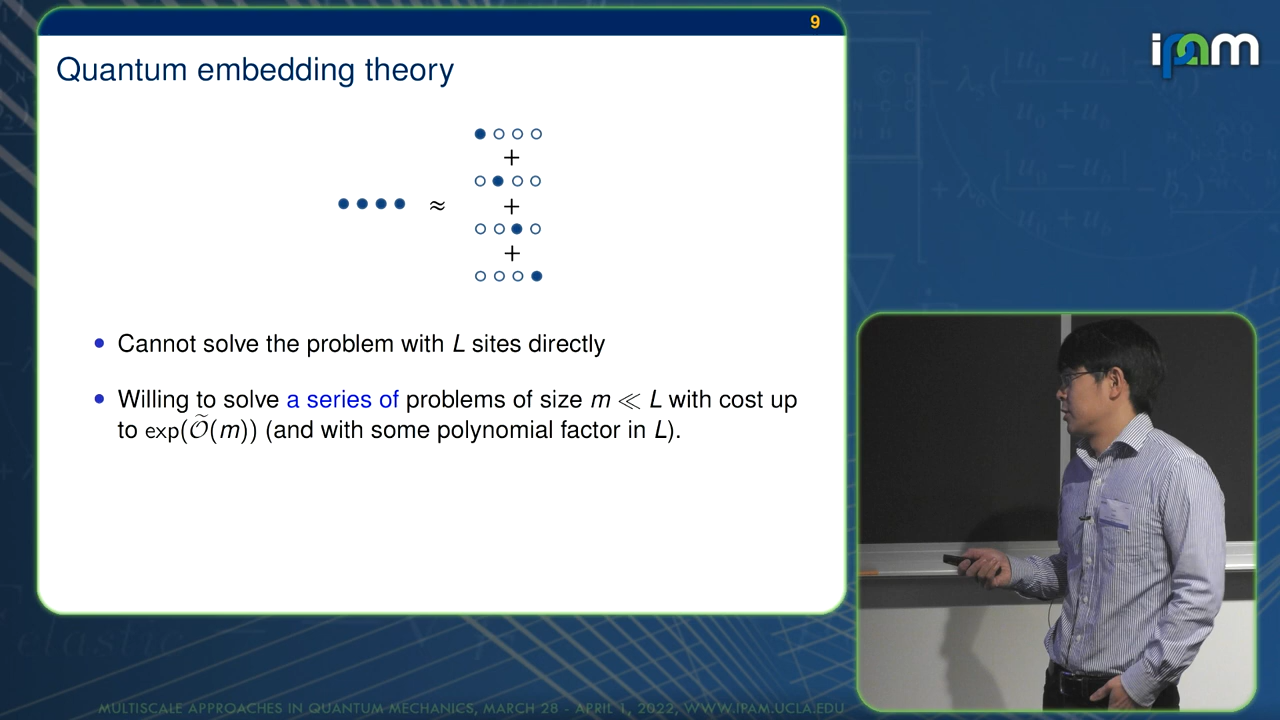 9
ipam
Quantum embedding theory
+
≈
+
+
• Cannot solve the problem with L sites directly
• Willing to solve a series of problems of size m ≪ L with cost up
to exp(Õ(m)) (and with some polynomial factor in L).
MULTISCALE APPROACHES IN QUANTUM MECHANICS, MARCH 28 - APRIL 1, 2022, WWW.IPAM.UCLA.EDU